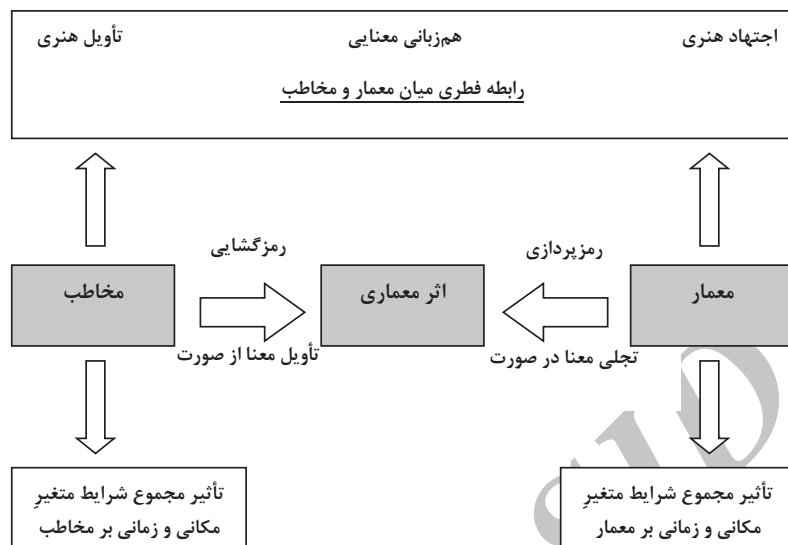 اجتهاد هنری
هم‌زبانی معنایی
تأویل هنری
رابطه فطری میان معمار و مخاطب
رمزپردازی
رمزگشایی
معمار
اثر معماری
مخاطب
تجلی معنا در صورت
تأویل معنا از صورت
تأثیر مجموع شرایط متغیرِ
مکانی و زمانی بر معمار
تأثیر مجموع شرایط متغیرِ
مکانی و زمانی بر مخاطب
SID